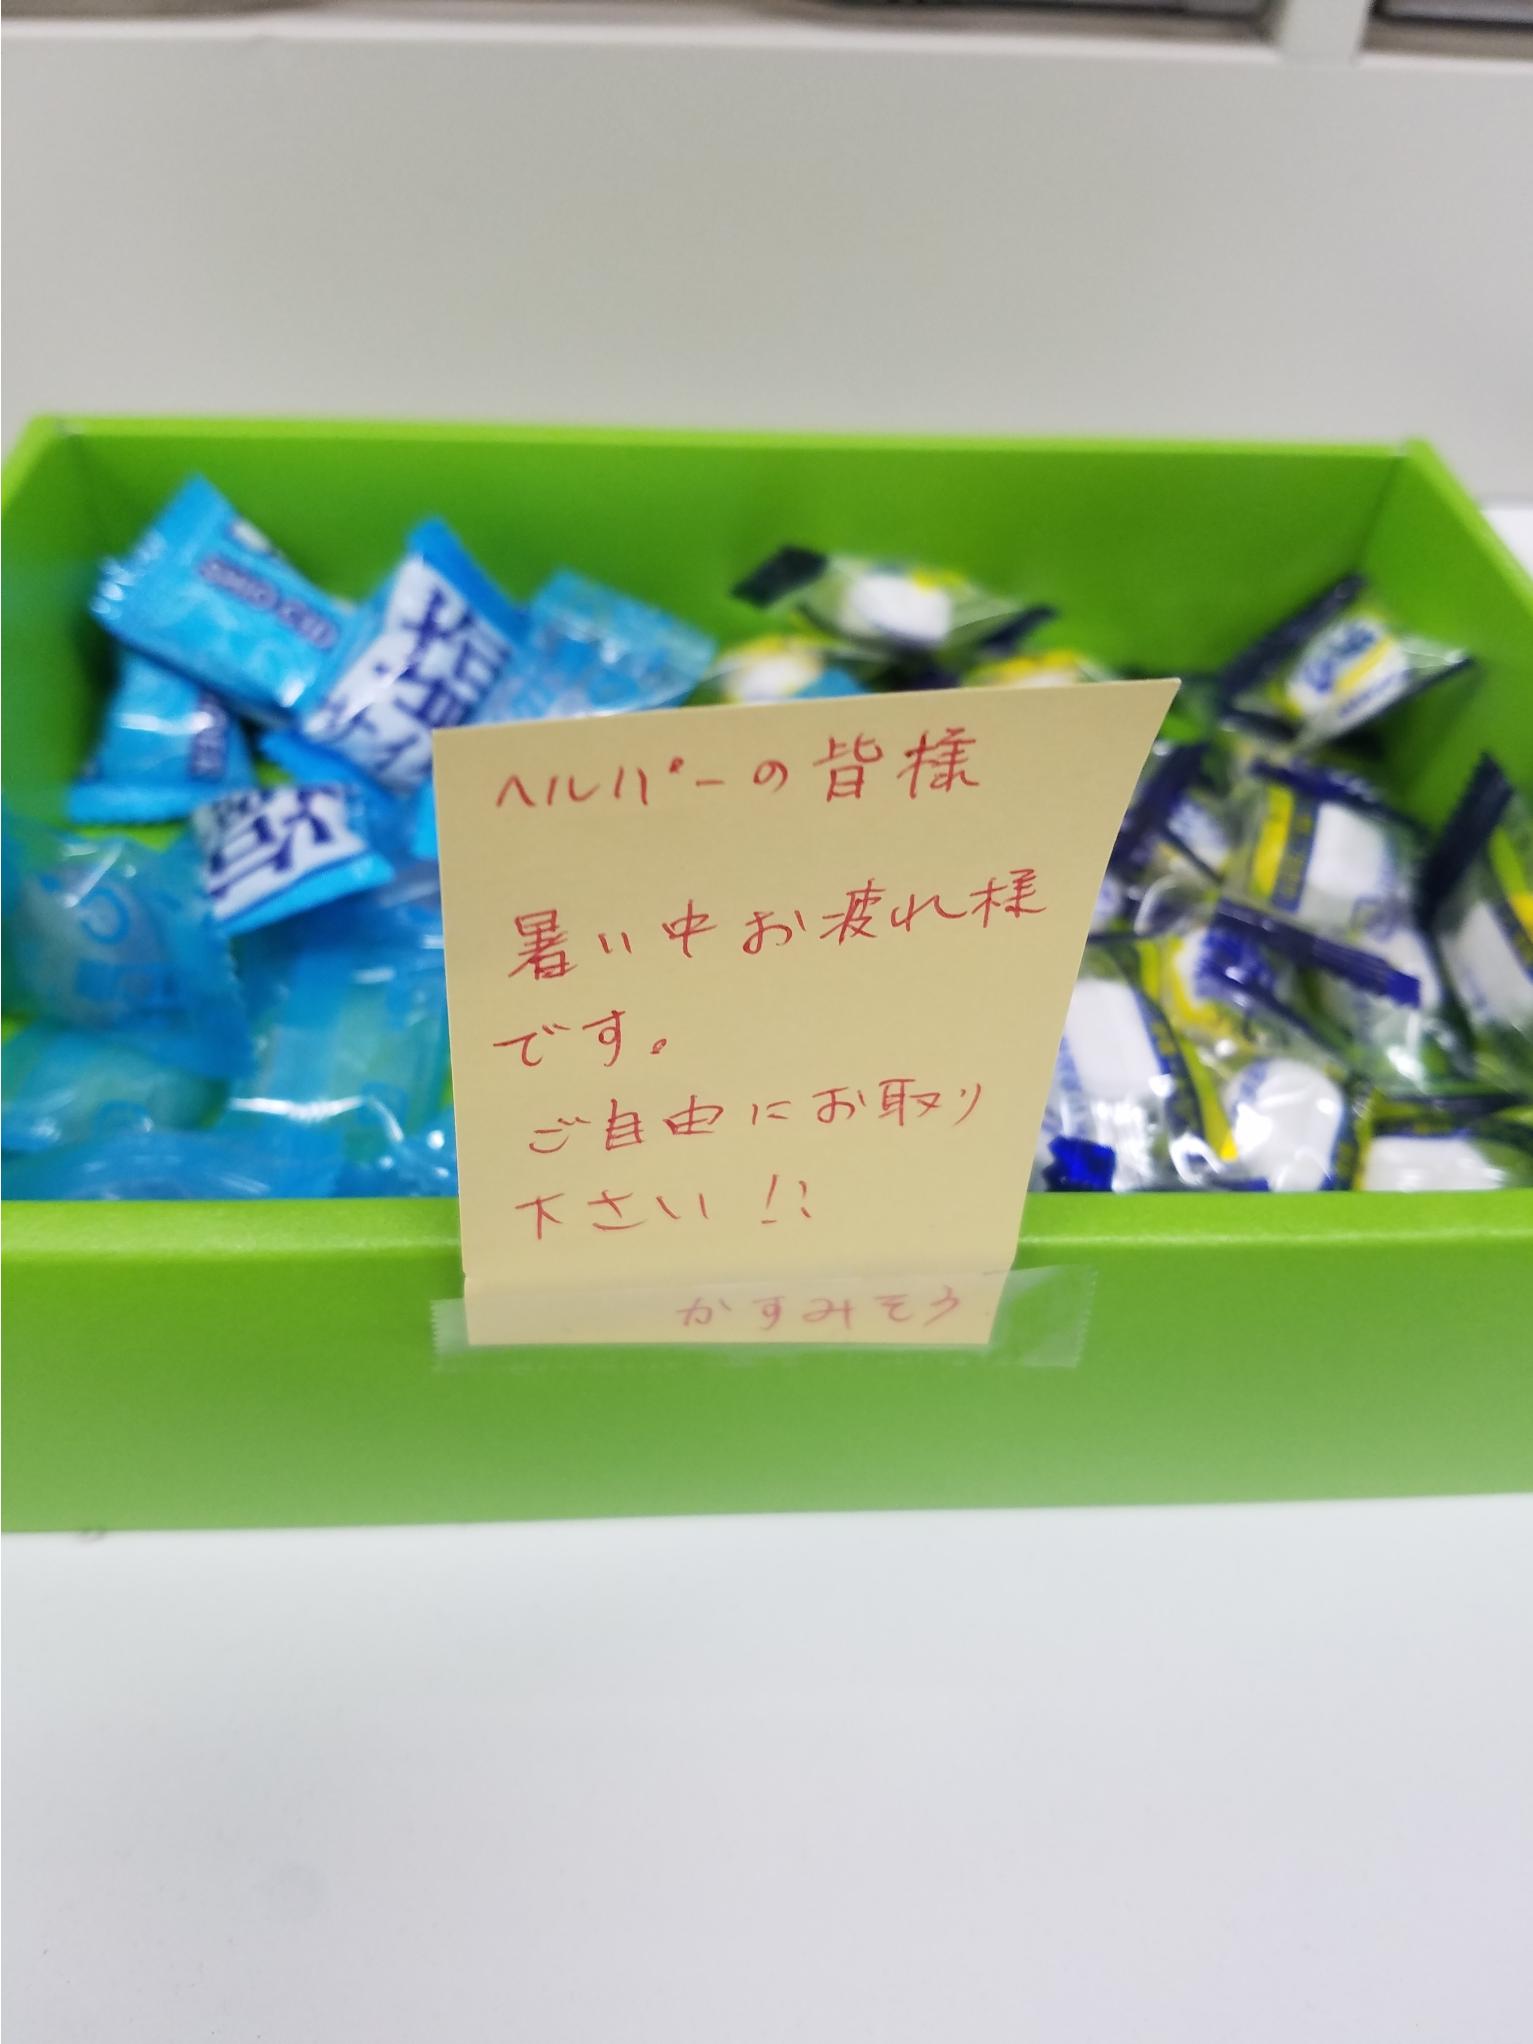 ヘルパーの皆様
暑い中お疲れ様
です。
ご自由にお取り
下さい!!
かすみそう